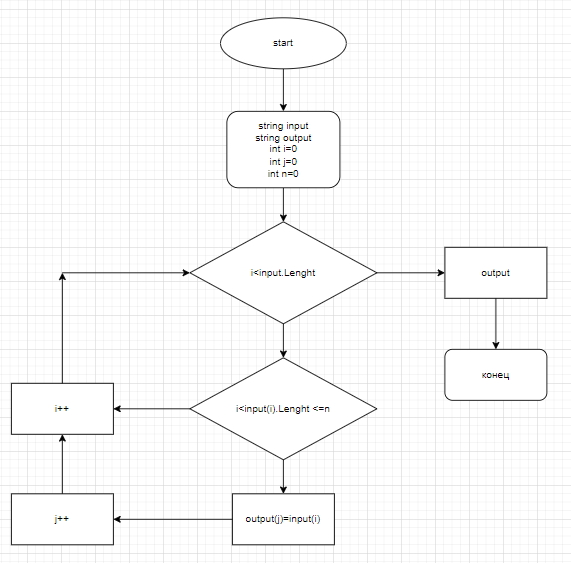 start
string input
string output
int i=0
int j=0
int n=0
i<input.Lenght
output
i<input(i).Lenght <=n
конец
i++
output(j)=input(i)
j++